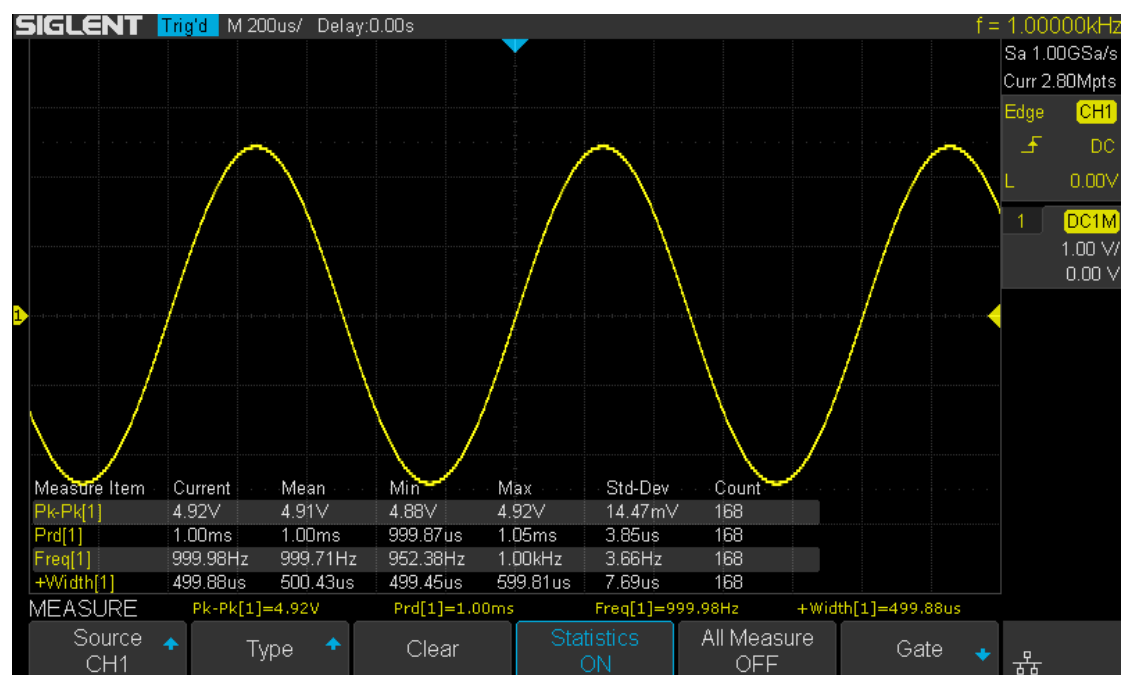 SIGLENT Trig'd M 200us/ Delay:0.00s f = 1.00000kHz
Sa 1.00GSa/s
Curr 2.80Mpts
Edge CH1
DC
L 0.00V
1 DC1M
1.00 V/
0.00 V
1
Measure Item Current Mean Min Max Std-Dev Count
Pk-Pk[1] 4.92V 4.91V 4.88V 4.92V 14.47mV 168
Prd[1] 1.00ms 1.00ms 999.87us 1.05ms 3.85us 168
Freq[1] 999.98Hz 999.71Hz 952.38Hz 1.00kHz 3.66Hz 168
+Width[1] 499.88us 500.43us 499.45us 599.81us 7.69us 168
MEASURE Pk-Pk[1]=4.92V Prd[1]=1.00ms Freq[1]=999.98Hz +Width[1]=499.88us
Source Type Clear Statistics All Measure Gate
CH1 ON OFF